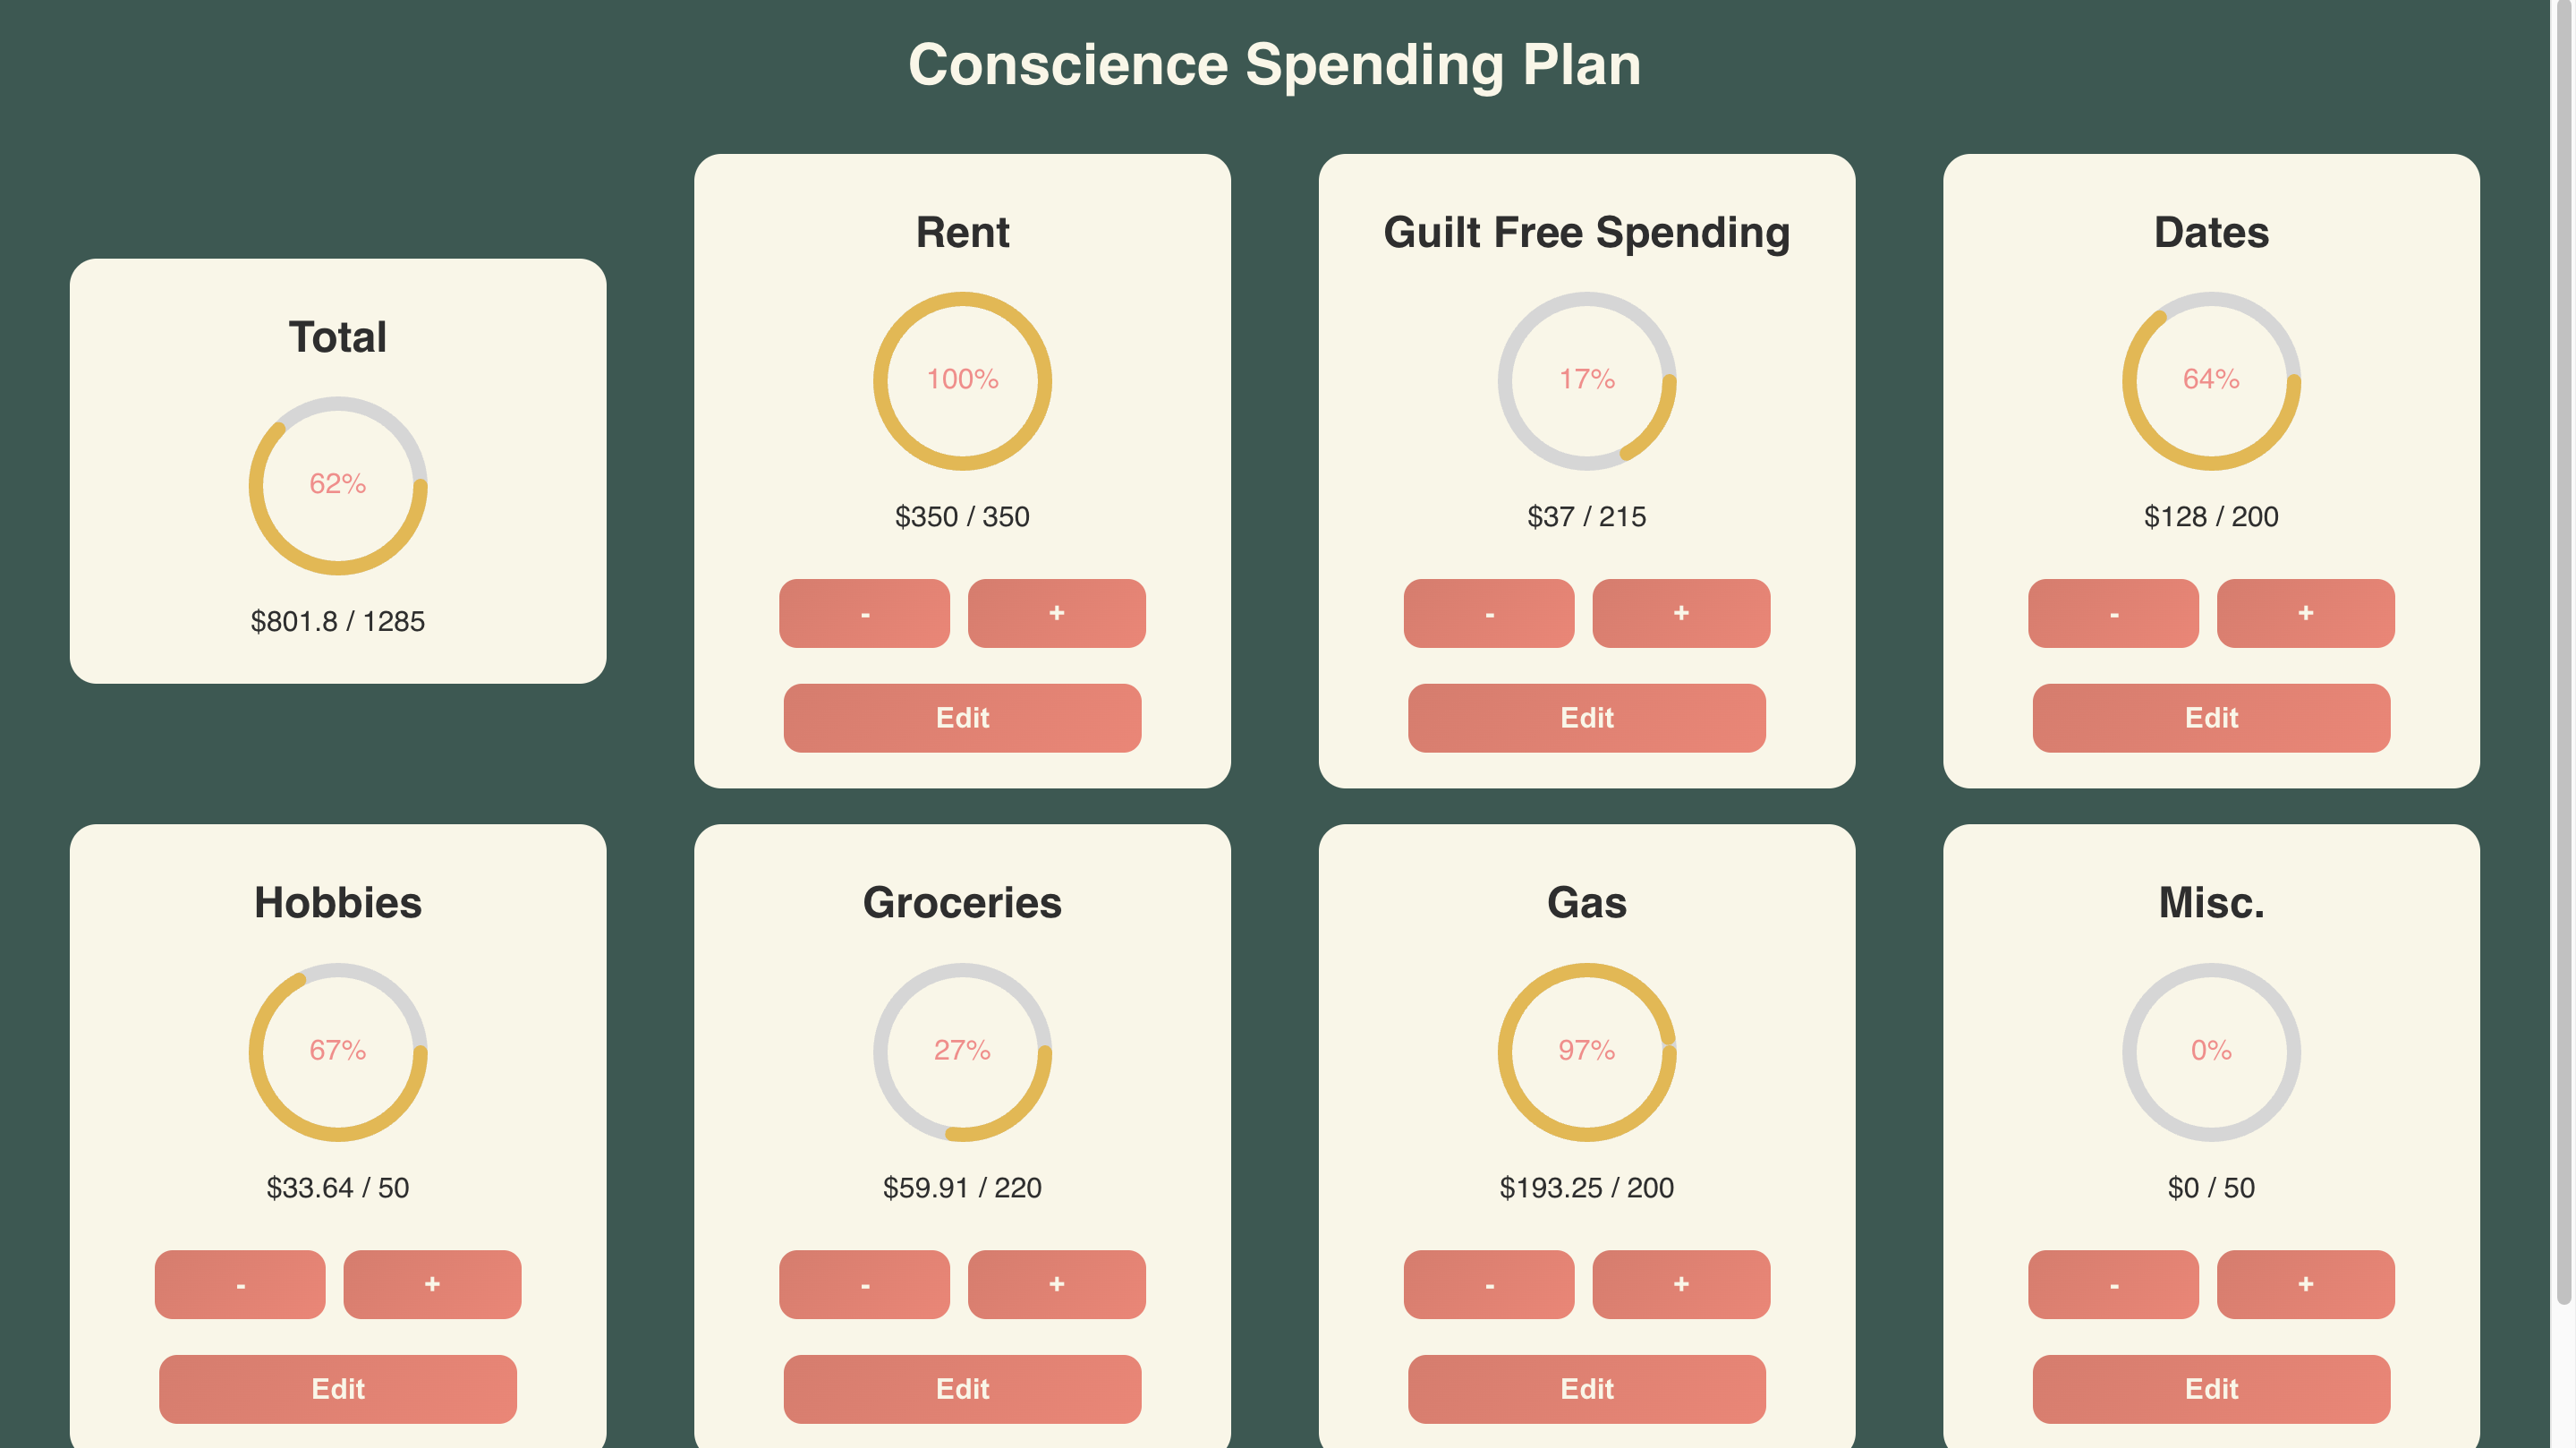 Conscience Spending Plan
Total
62%
$801.8 / 1285
Rent
100%
$350 / 350
- +
Edit
Guilt Free Spending
17%
$37 / 215
- +
Edit
Dates
64%
$128 / 200
- +
Edit
Hobbies
67%
$33.64 / 50
- +
Edit
Groceries
27%
$59.91 / 220
- +
Edit
Gas
97%
$193.25 / 200
- +
Edit
Misc.
0%
$0 / 50
- +
Edit